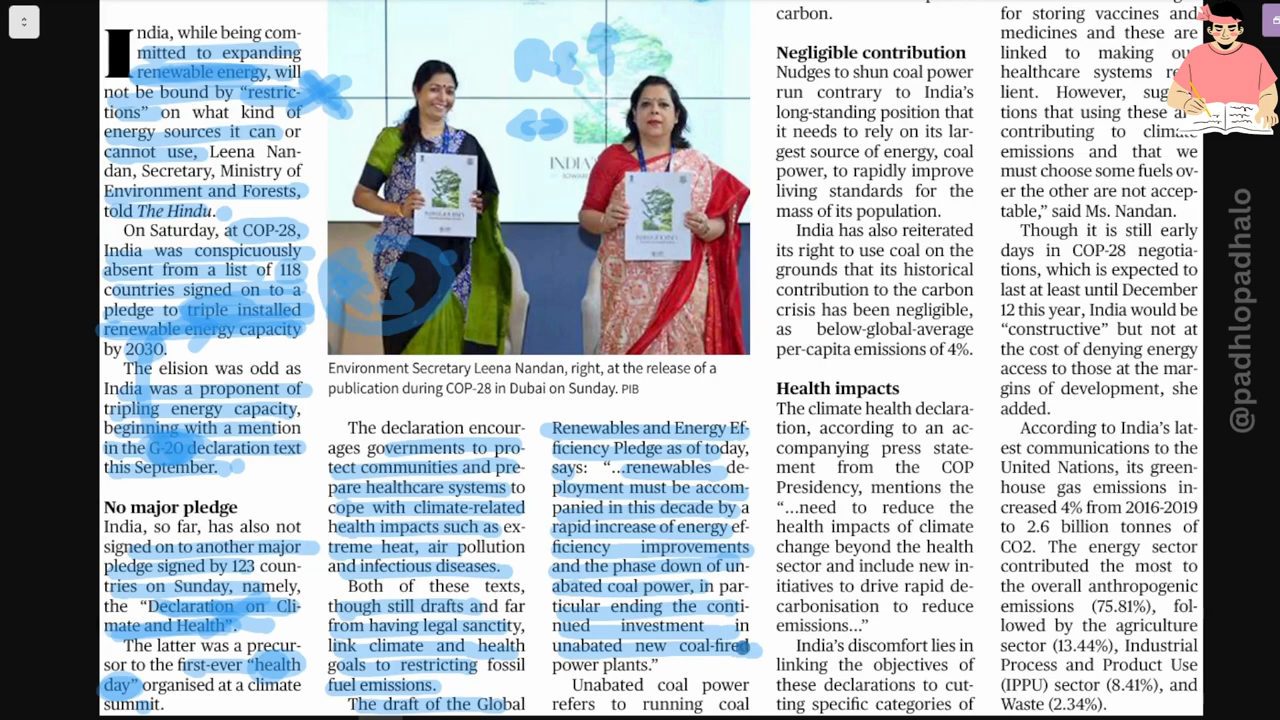 India, while being com-
mitted to expanding
renewable energy, will
not be bound by “restric-
tions” on what kind of
energy sources it can or
cannot use, Leena Nan-
dan, Secretary, Ministry of
Environment and Forests,
told The Hindu.
On Saturday, at COP-28,
India was conspicuously
absent from a list of 118
countries signed on to a
pledge to triple installed
renewable energy capacity
by 2030.
The elision was odd as
India was a proponent of
tripling energy capacity,
beginning with a mention
in the G-20 declaration text
this September.
No major pledge
India, so far, has also not
signed on to another major
pledge signed by 123 coun-
tries on Sunday, namely,
the “Declaration on Cli-
mate and Health”.
The latter was a precur-
sor to the first-ever “health
day” organised at a climate
summit.
Environment Secretary Leena Nandan, right, at the release of a
publication during COP-28 in Dubai on Sunday. PIB
The declaration encour-
ages governments to pro-
tect communities and pre-
pare healthcare systems to
cope with climate-related
health impacts such as ex-
treme heat, air pollution
and infectious diseases.
Both of these texts,
though still drafts and far
from having legal sanctity,
link climate and health
goals to restricting fossil
fuel emissions.
The draft of the Global
Renewables and Energy Ef-
ficiency Pledge as of today,
says: “...renewables de-
ployment must be accom-
panied in this decade by a
rapid increase of energy ef-
ficiency improvements
and the phase down of un-
abated coal power, in par-
ticular ending the conti-
nued investment in
unabated new coal-fired
power plants.”
Unabated coal power
refers to running coal
carbon.
Negligible contribution
Nudges to shun coal power
run contrary to India’s
long-standing position that
it needs to rely on its lar-
gest source of energy, coal
power, to rapidly improve
living standards for the
mass of its population.
India has also reiterated
its right to use coal on the
grounds that its historical
contribution to the carbon
crisis has been negligible,
as below-global-average
per-capita emissions of 4%.
Health impacts
The climate health declara-
tion, according to an ac-
companying press state-
ment from the COP
Presidency, mentions the
“...need to reduce the
health impacts of climate
change beyond the health
sector and include new in-
itiatives to drive rapid de-
carbonisation to reduce
emissions...”
India’s discomfort lies in
linking the objectives of
these declarations to cut-
ting specific categories of
for storing vaccines and
medicines and these are
linked to making
healthcare systems
lient. However,
tions that using these
contributing to climate
emissions and that we
must choose some fuels ov-
er the other are not accep-
table,” said Ms. Nandan.
Though it is still early
days in COP-28 negotia-
tions, which is expected to
last at least until December
12 this year, India would be
“constructive” but not at
the cost of denying energy
access to those at the mar-
gins of development, she
added.
According to India’s lat-
est communications to the
United Nations, its green-
house gas emissions in-
creased 4% from 2016-2019
to 2.6 billion tonnes of
CO2. The energy sector
contributed the most to
the overall anthropogenic
emissions (75.81%), fol-
lowed by the agriculture
sector (13.44%), Industrial
Process and Product Use
(IPPU) sector (8.41%), and
Waste (2.34%).
@padhlopadhalo